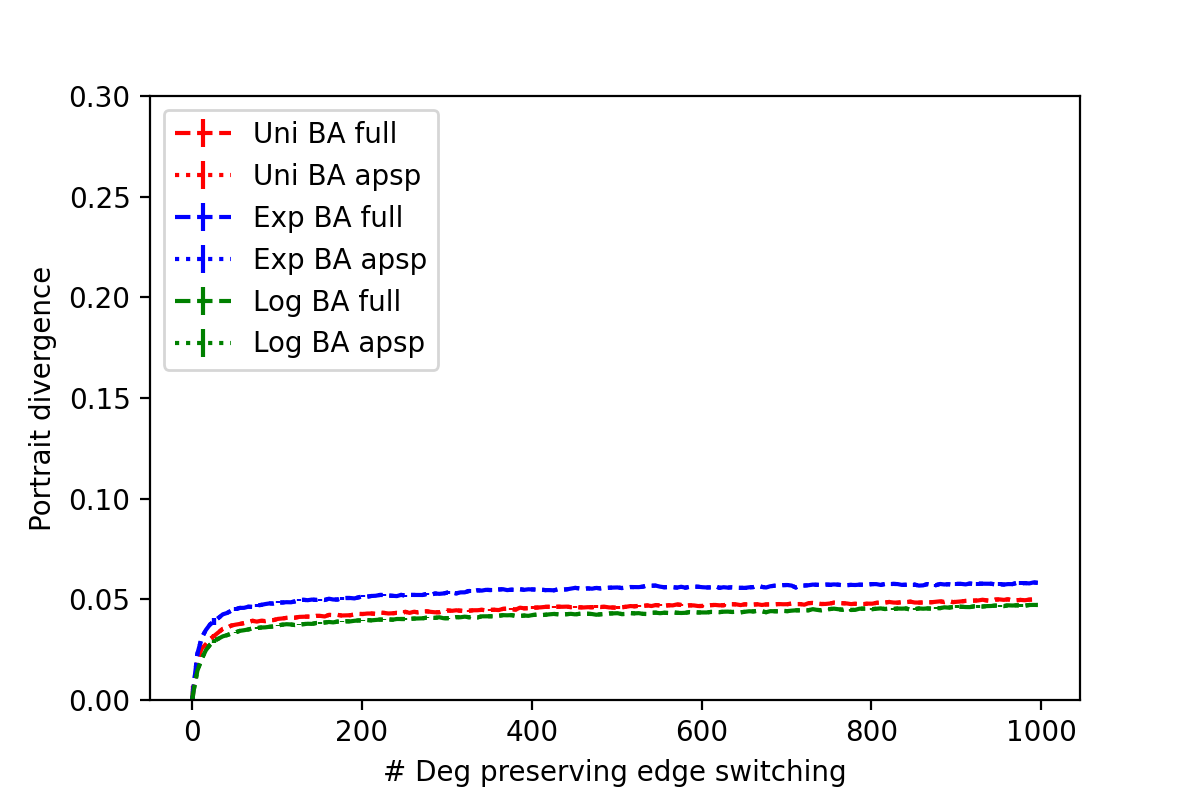 0.30
0.25
0.20
0.15
0.10
0.05
0.00
Portrait divergence
Uni BA full
Uni BA apsp
Exp BA full
Exp BA apsp
Log BA full
Log BA apsp
0 200 400 600 800 1000
# Deg preserving edge switching